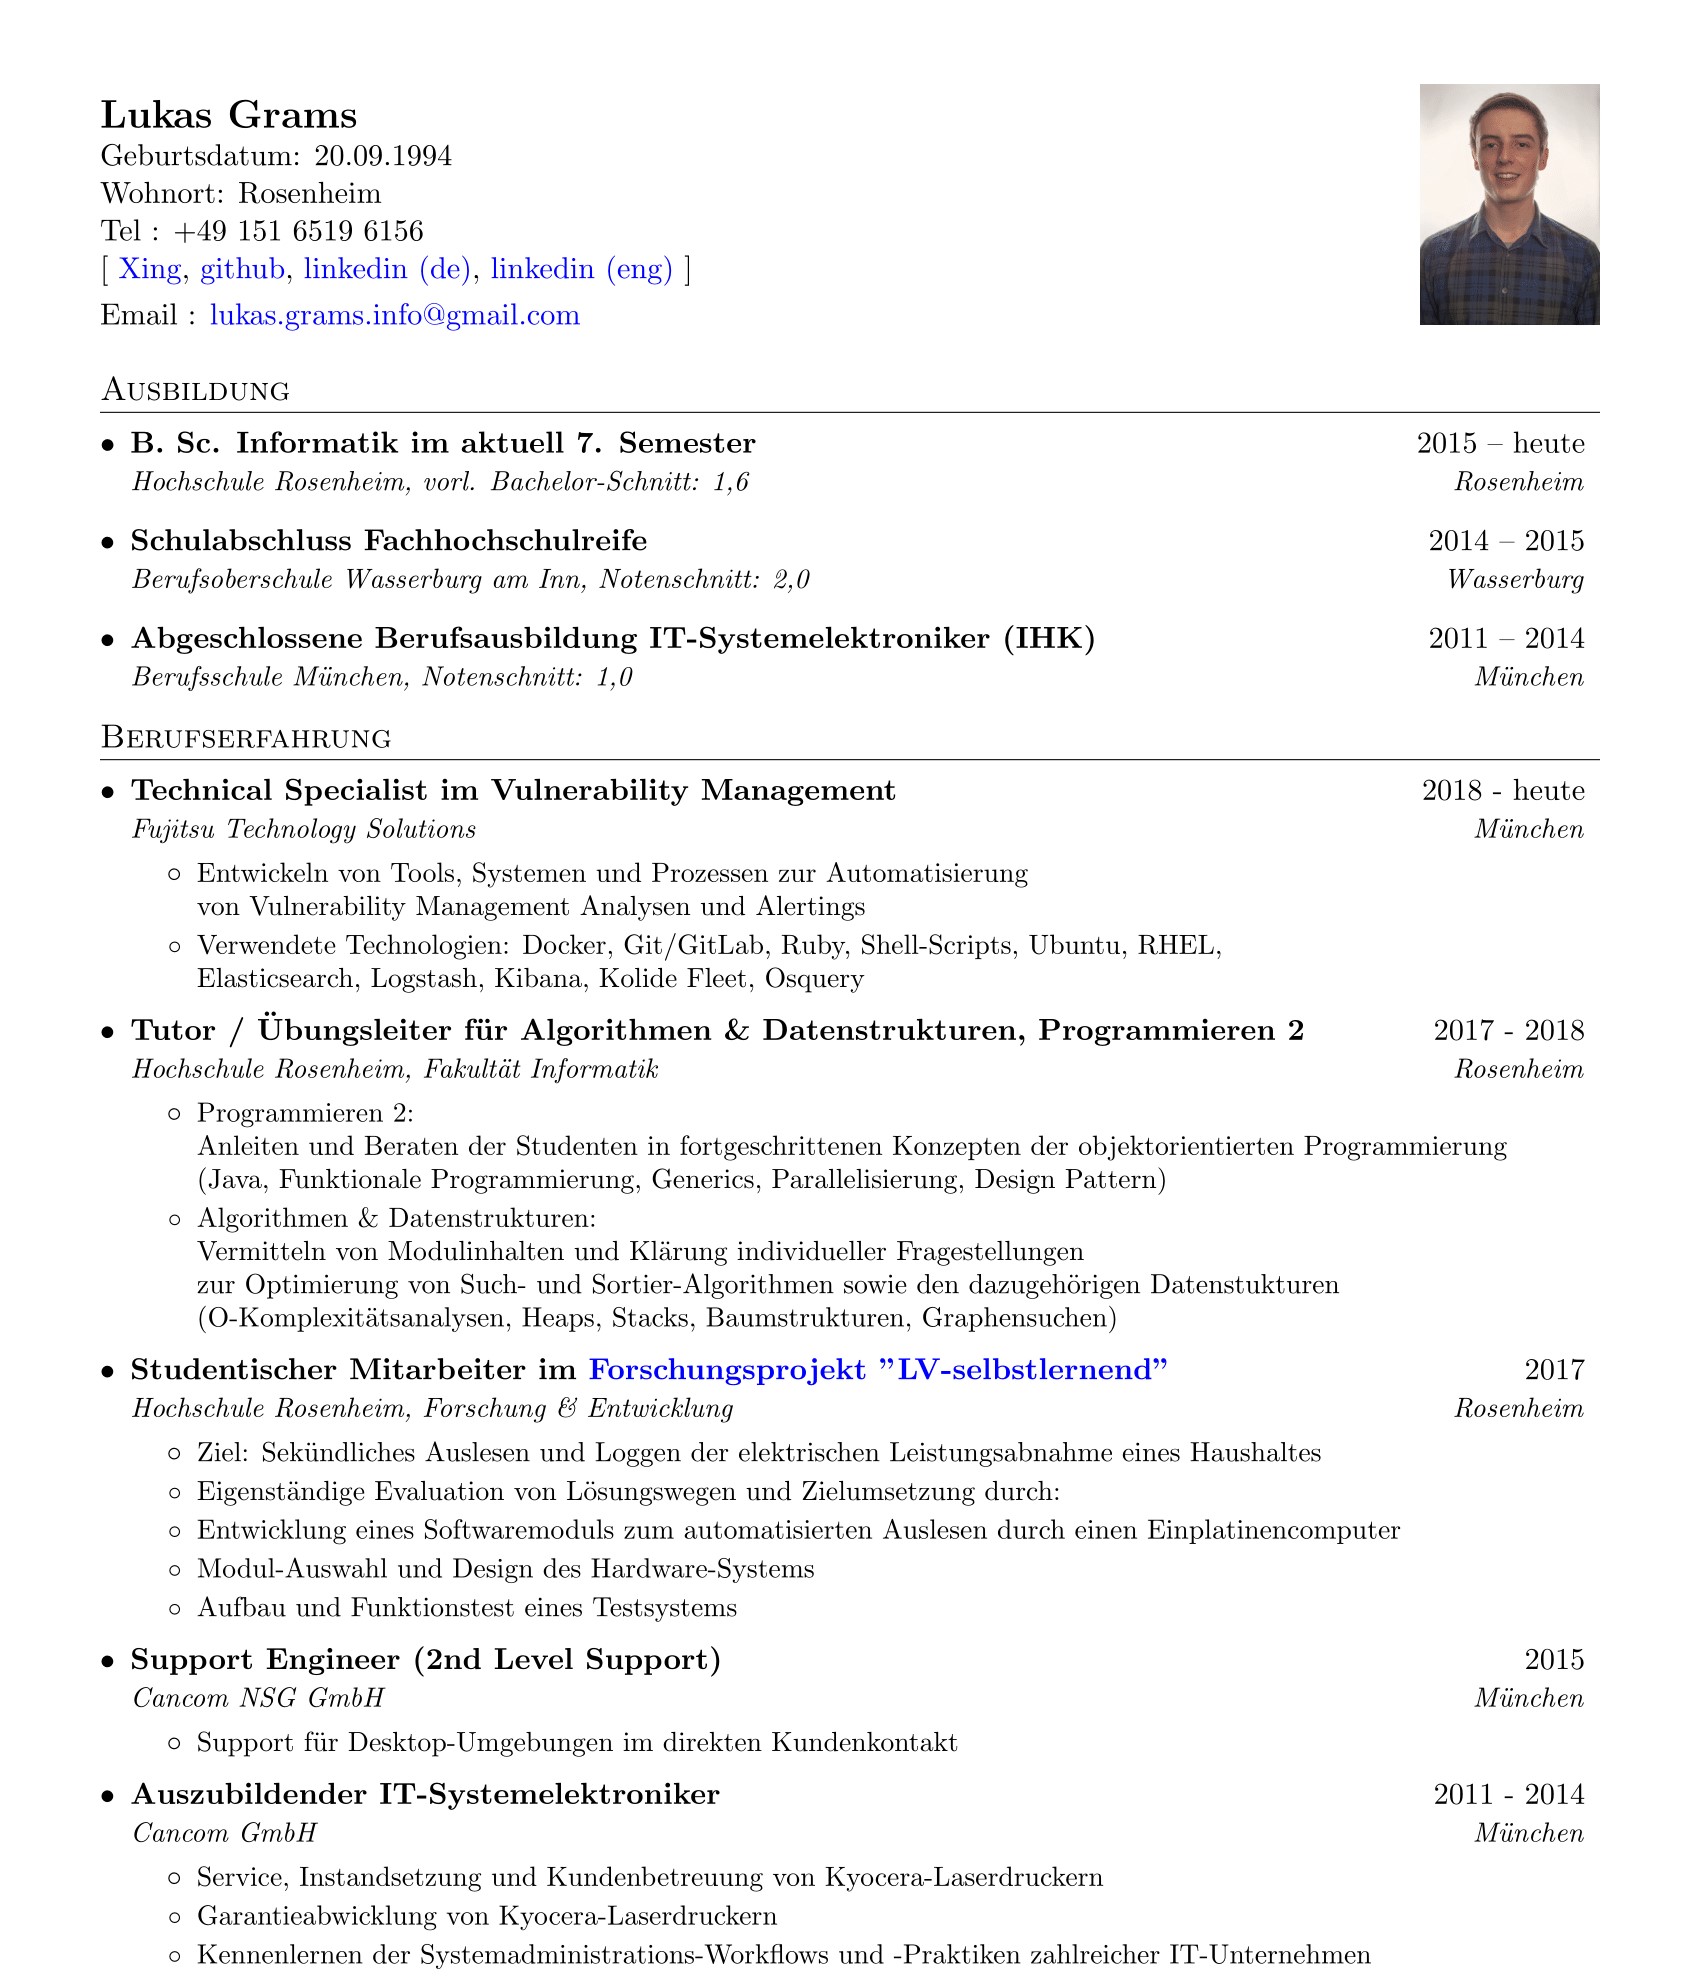 Lukas Grams
Geburtsdatum: 20.09.1994
Wohnort: Rosenheim
Tel : +49 151 6519 6156
[ Xing, github, linkedin (de), linkedin (eng) ]
Email : lukas.grams.info@gmail.com
Ausbildung
• B. Sc. Informatik im aktuell 7. Semester 2015 – heute
Hochschule Rosenheim, vorl. Bachelor-Schnitt: 1,6 Rosenheim
• Schulabschluss Fachhochschulreife 2014 – 2015
Berufsoberschule Wasserburg am Inn, Notenschnitt: 2,0 Wasserburg
• Abgeschlossene Berufsausbildung IT-Systemelektroniker (IHK) 2011 – 2014
Berufsschule München, Notenschnitt: 1,0 München
Berufserfahrung
• Technical Specialist im Vulnerability Management 2018 - heute
Fujitsu Technology Solutions München
◦ Entwickeln von Tools, Systemen und Prozessen zur Automatisierung
von Vulnerability Management Analysen und Alertings
◦ Verwendete Technologien: Docker, Git/GitLab, Ruby, Shell-Scripts, Ubuntu, RHEL,
Elasticsearch, Logstash, Kibana, Kolide Fleet, Osquery
• Tutor / Übungsleiter für Algorithmen & Datenstrukturen, Programmieren 2 2017 - 2018
Hochschule Rosenheim, Fakultät Informatik Rosenheim
◦ Programmieren 2:
Anleiten und Beraten der Studenten in fortgeschrittenen Konzepten der objektorientierten Programmierung
(Java, Funktionale Programmierung, Generics, Parallelisierung, Design Pattern)
◦ Algorithmen & Datenstrukturen:
Vermitteln von Modulinhalten und Klärung individueller Fragestellungen
zur Optimierung von Such- und Sortier-Algorithmen sowie den dazugehörigen Datenstukturen
(O-Komplexitätsanalysen, Heaps, Stacks, Baumstrukturen, Graphensuchen)
• Studentischer Mitarbeiter im Forschungsprojekt ”LV-selbstlernend” 2017
Hochschule Rosenheim, Forschung & Entwicklung Rosenheim
◦ Ziel: Sekündliches Auslesen und Loggen der elektrischen Leistungsabnahme eines Haushaltes
◦ Eigenständige Evaluation von Lösungswegen und Zielumsetzung durch:
◦ Entwicklung eines Softwaremoduls zum automatisierten Auslesen durch einen Einplatinencomputer
◦ Modul-Auswahl und Design des Hardware-Systems
◦ Aufbau und Funktionstest eines Testsystems
• Support Engineer (2nd Level Support) 2015
Cancom NSG GmbH München
◦ Support für Desktop-Umgebungen im direkten Kundenkontakt
• Auszubildender IT-Systemelektroniker 2011 - 2014
Cancom GmbH München
◦ Service, Instandsetzung und Kundenbetreuung von Kyocera-Laserdruckern
◦ Garantieabwicklung von Kyocera-Laserdruckern
◦ Kennenlernen der Systemadministrations-Workflows und -Praktiken zahlreicher IT-Unternehmen